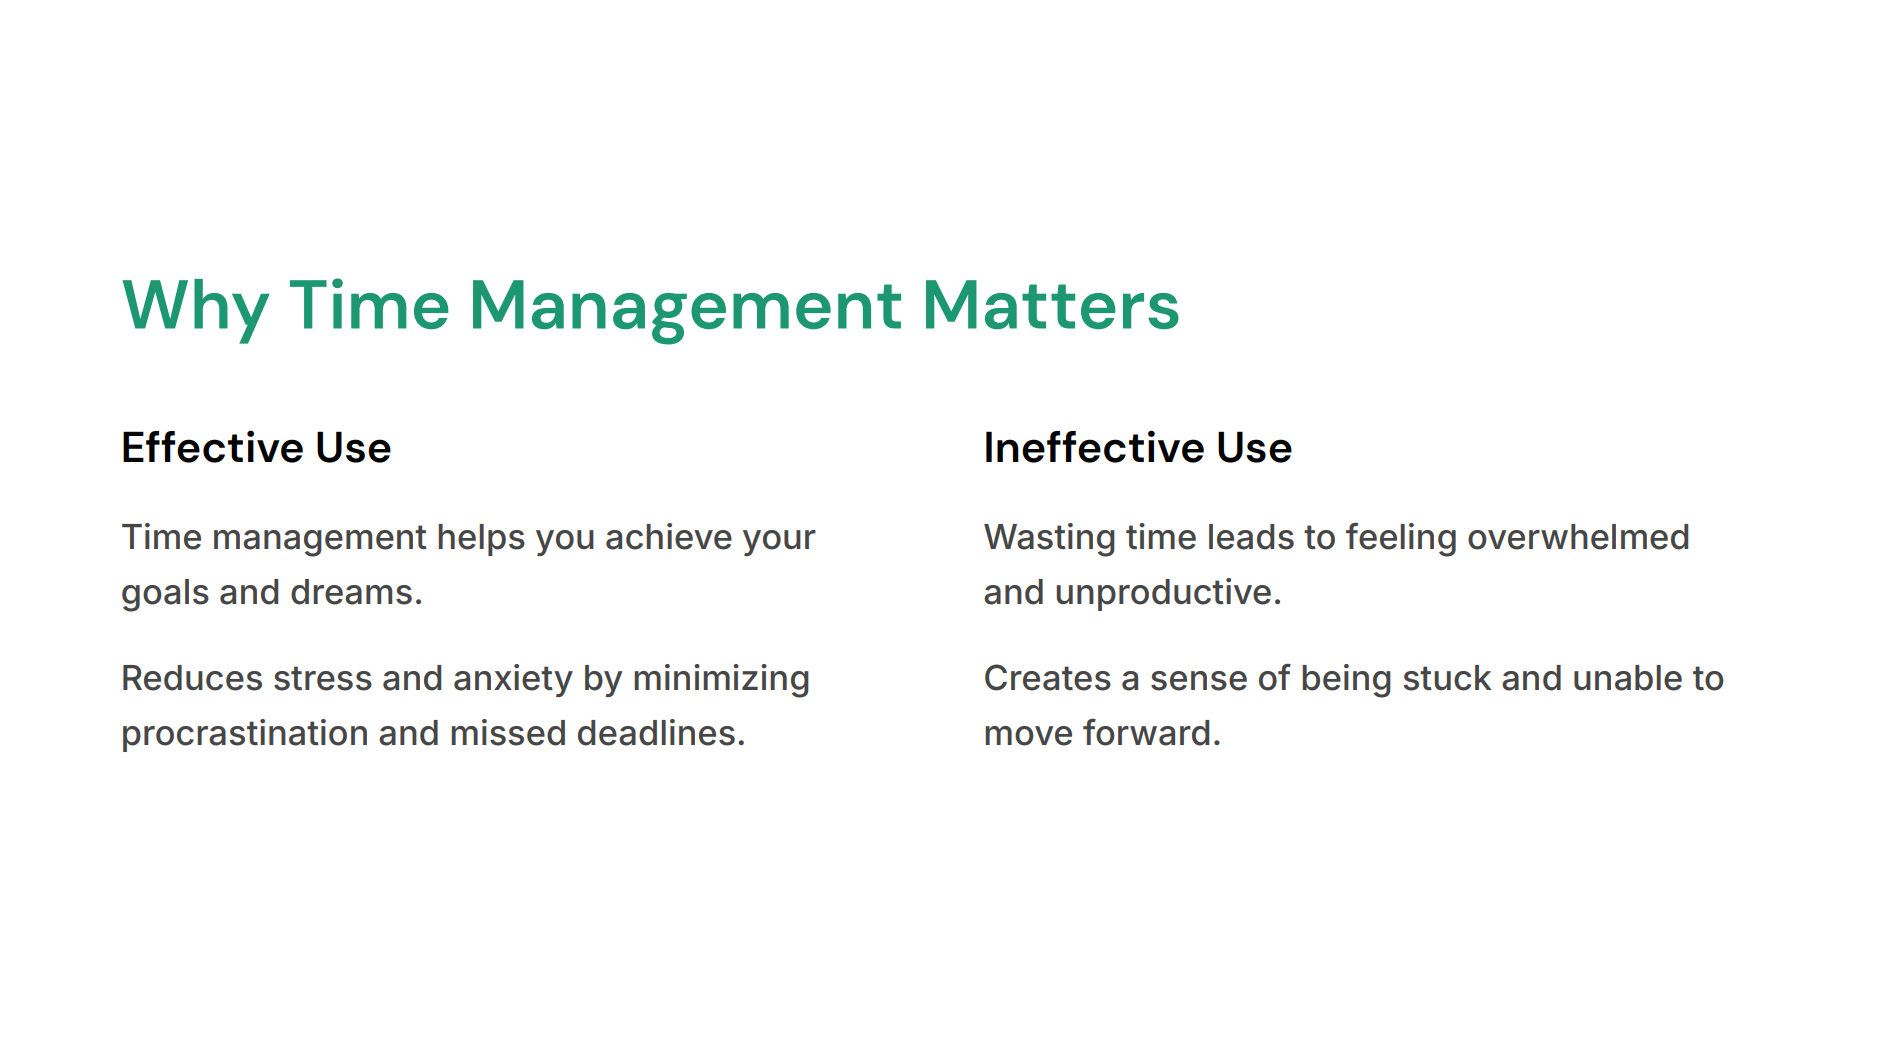 Why Time Management Matters
Effective Use
Time management helps you achieve your
goals and dreams.
Reduces stress and anxiety by minimizing
procrastination and missed deadlines.
Ineffective Use
Wasting time leads to feeling overwhelmed
and unproductive.
Creates a sense of being stuck and unable to
move forward.